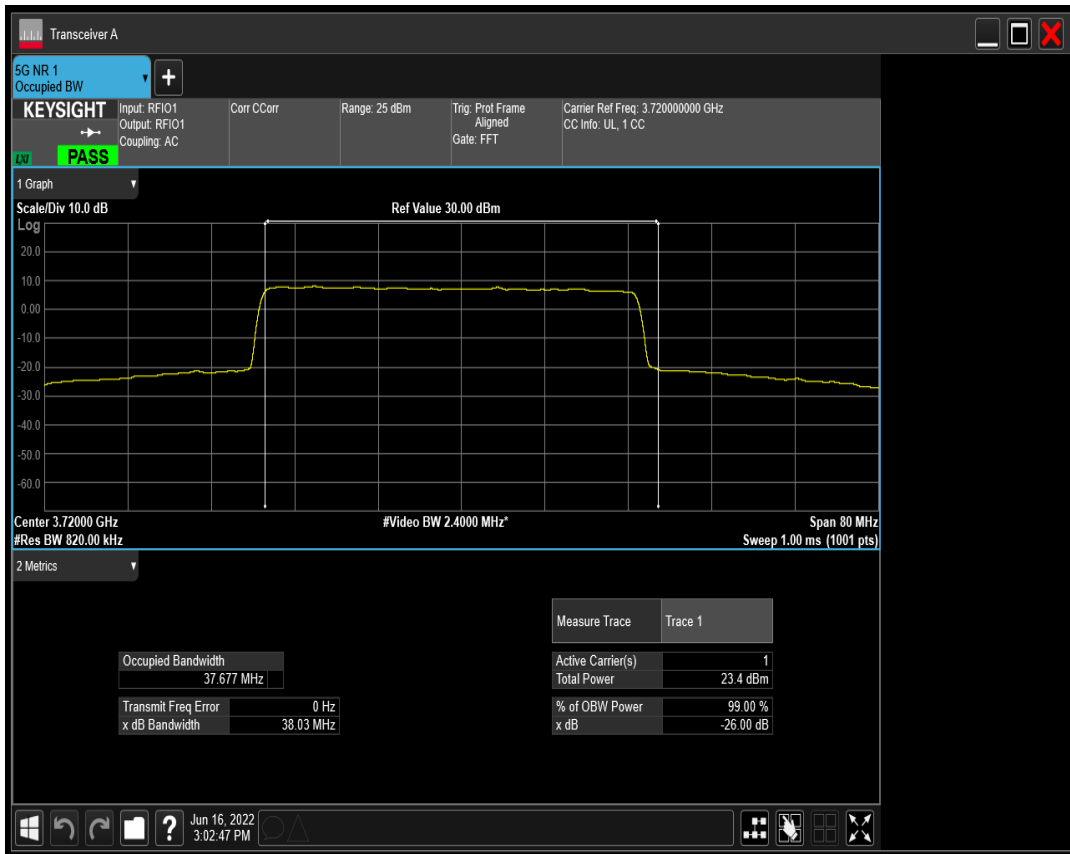 Transceiver A
5G NR 1
Occupied BW
+
KEYSIGHT
LXI
PASS
Input: RFIO1
Output: RFIO1
Coupling: AC
Corr CCorr
Range: 25 dBm
Trig: Prot Frame
Aligned
Gate: FFT
Carrier Ref Freq: 3.720000000 GHz
CC Info: UL, 1 CC
1 Graph
Scale/Div 10.0 dB
Ref Value 30.00 dBm
Log
20.0
10.0
0.00
-10.0
-20.0
-30.0
-40.0
-50.0
-60.0
Center 3.72000 GHz
#Video BW 2.4000 MHz*
Span 80 MHz
#Res BW 820.00 kHz
Sweep 1.00 ms (1001 pts)
2 Metrics
Measure Trace Trace 1
Occupied Bandwidth
37.677 MHz
Active Carrier(s) 1
Total Power 23.4 dBm
Transmit Freq Error 0 Hz
x dB Bandwidth 38.03 MHz
% of OBW Power 99.00 %
x dB -26.00 dB
?
Jun 16, 2022
3:02:47 PM